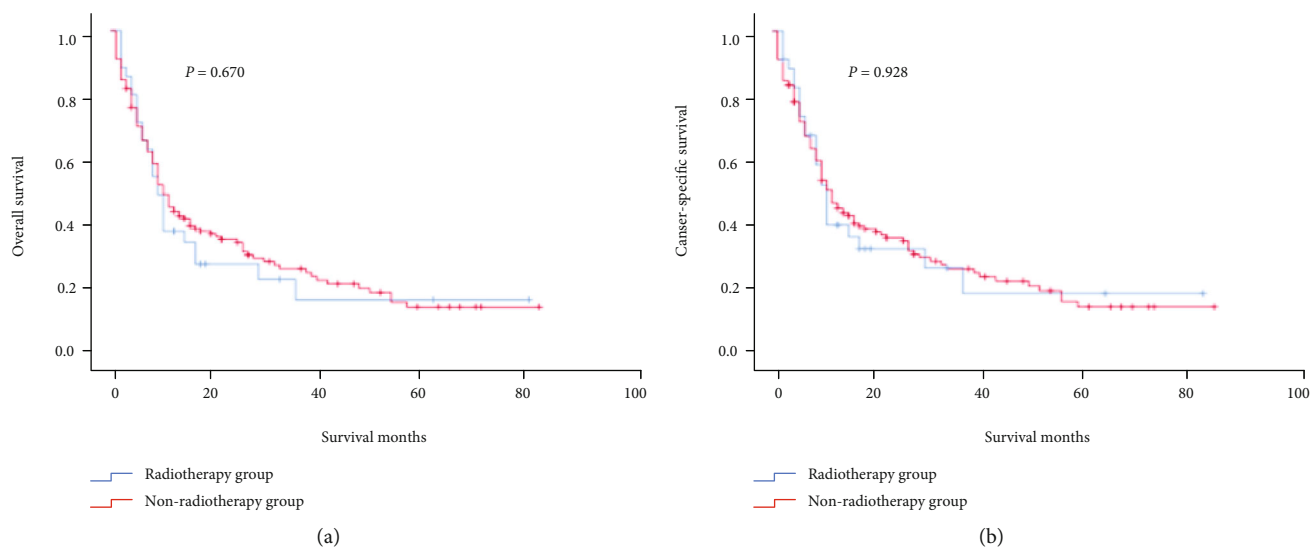 1.0
P = 0.670
0.8
0.6
0.4
0.2
0.0
Overall survival
0 20 40 60 80 100
Survival months
Radiotherapy group
Non-radiotherapy group
(a)
1.0
P = 0.928
0.8
0.6
0.4
0.2
0.0
Canser-specific survival
0 20 40 60 80 100
Survival months
Radiotherapy group
Non-radiotherapy group
(b)